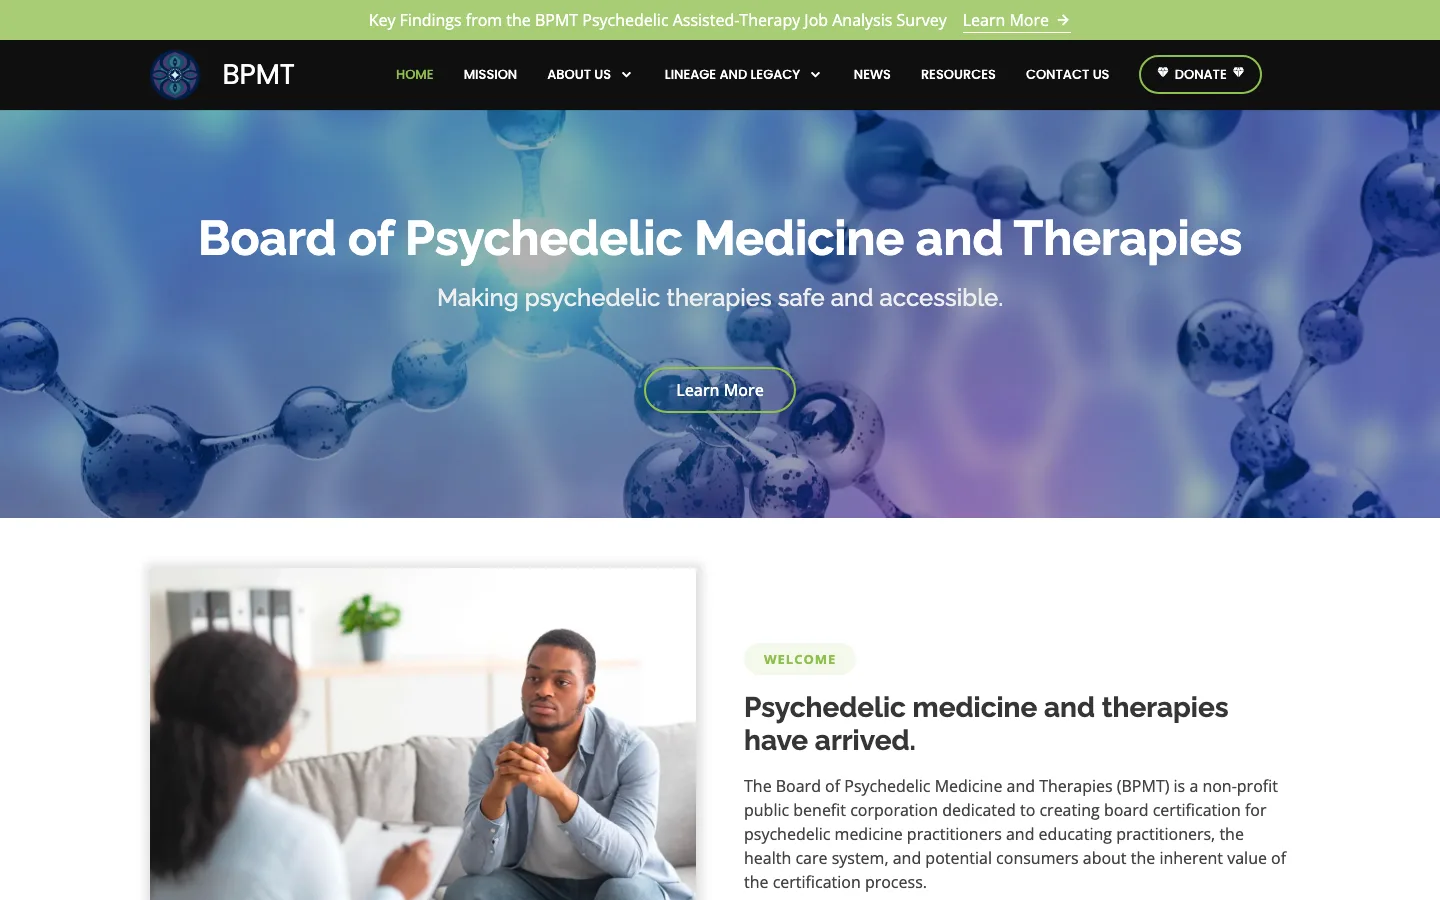 Key Findings from the BPMT Psychedelic Assisted-Therapy Job Analysis Survey Learn More →
BPMT
HOME MISSION ABOUT US LINEAGE AND LEGACY NEWS RESOURCES CONTACT US DONATE
Board of Psychedelic Medicine and Therapies
Making psychedelic therapies safe and accessible.
Learn More
WELCOME
Psychedelic medicine and therapies
have arrived.
The Board of Psychedelic Medicine and Therapies (BPMT) is a non-profit
public benefit corporation dedicated to creating board certification for
psychedelic medicine practitioners and educating practitioners, the
health care system, and potential consumers about the inherent value of
the certification process.